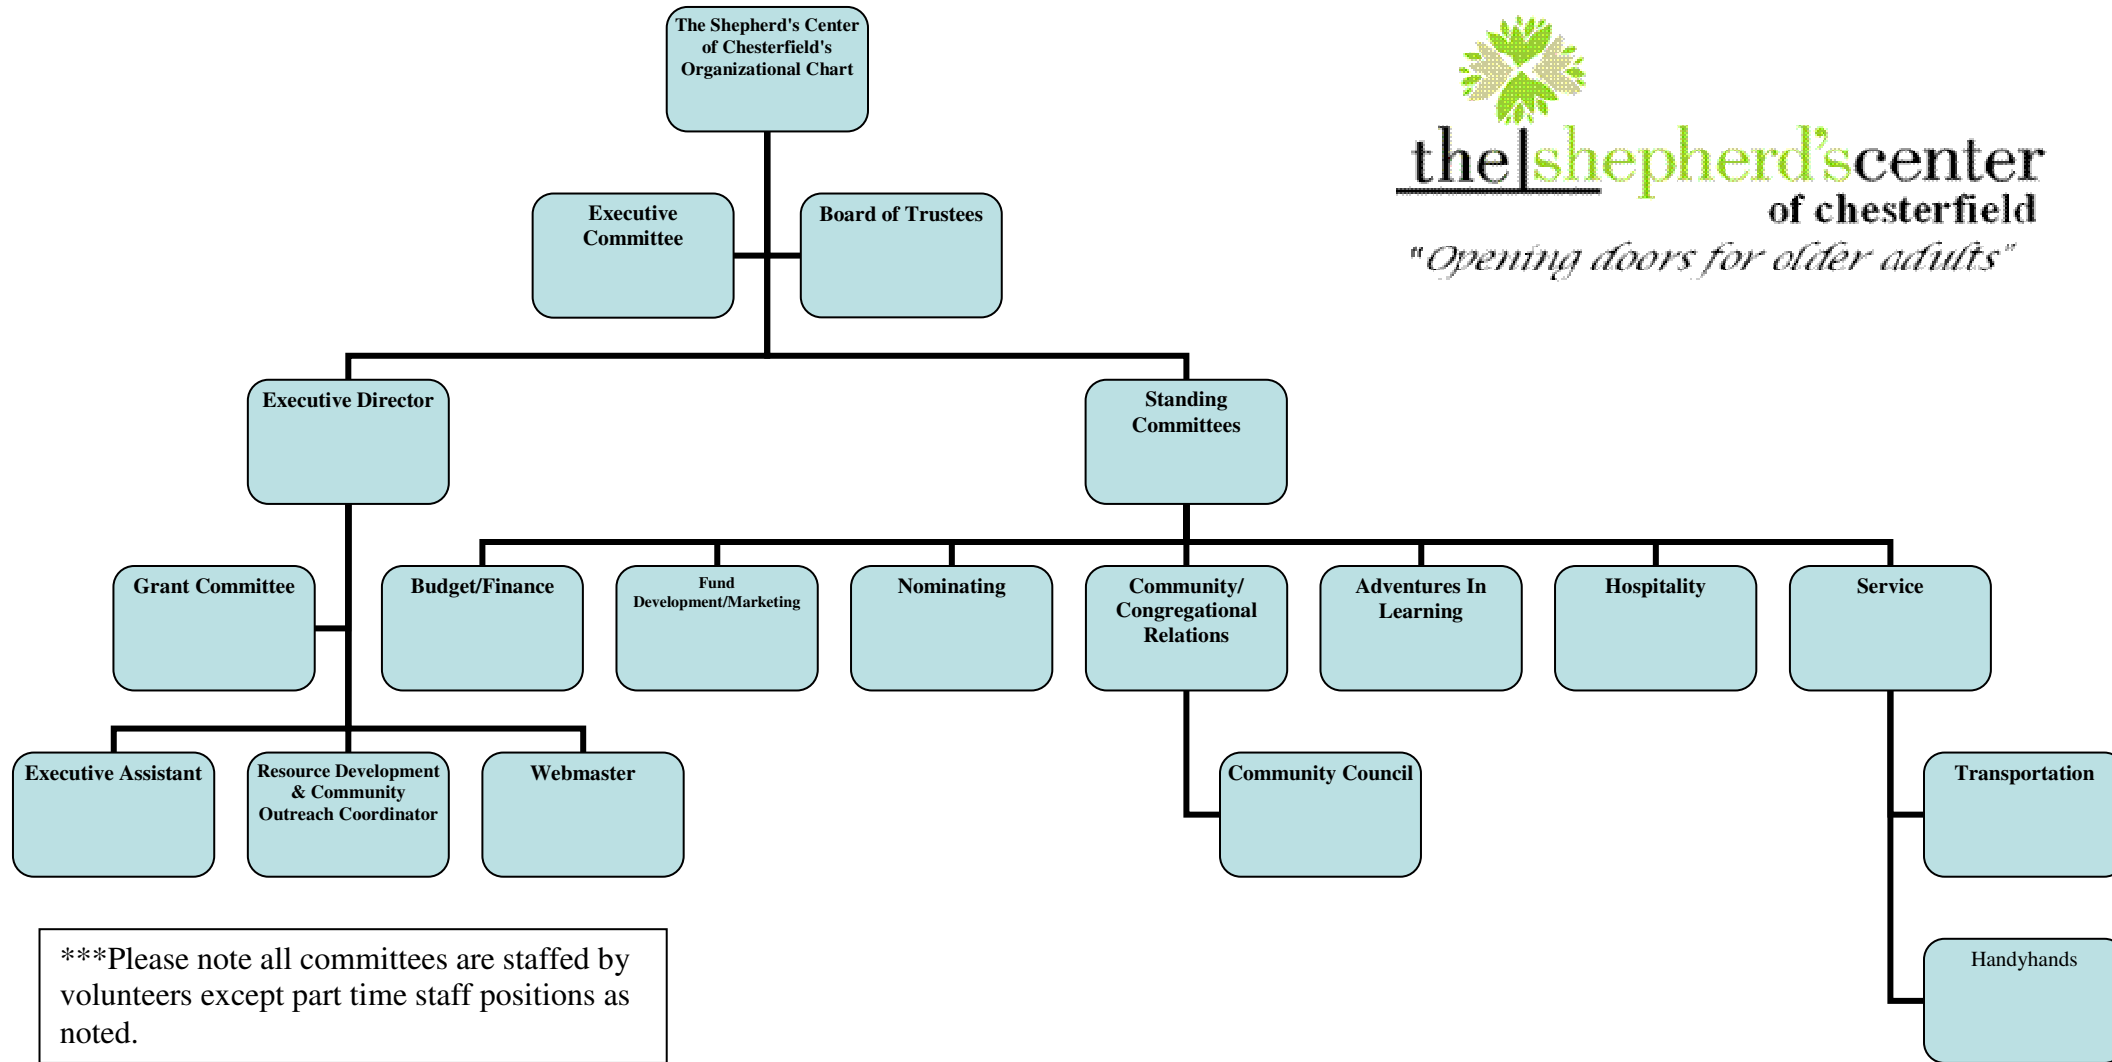 The Shepherd's Center
of Chesterfield's
Organizational Chart
the shepherd'scenter
of chesterfield
"Opening doors for older adults"
Executive
Committee
Board of Trustees
Executive Director
Standing
Committees
Grant Committee
Budget/Finance
Fund
Development/Marketing
Nominating
Community/
Congregational
Relations
Adventures In
Learning
Hospitality
Service
Executive Assistant
Resource Development
& Community
Outreach Coordinator
Webmaster
Community Council
Transportation
Handyhands
***Please note all committees are staffed by
volunteers except part time staff positions as
noted.